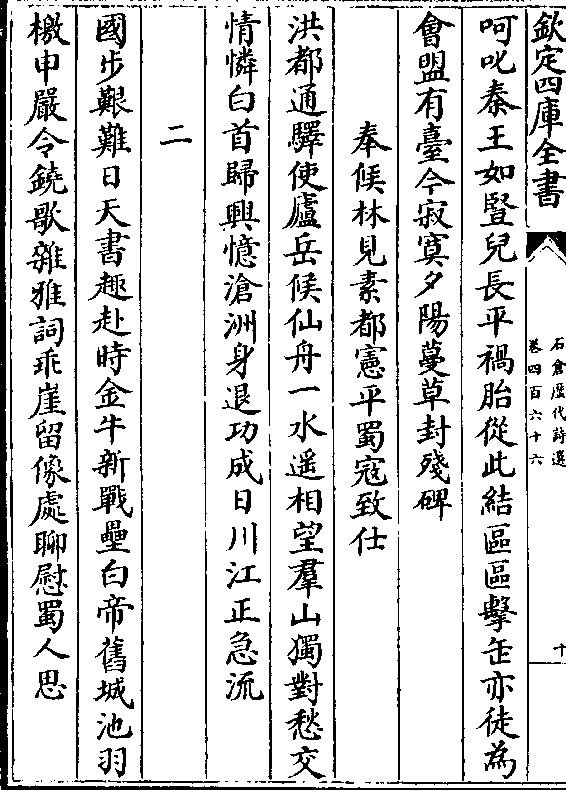 欽定四庫全書
石倉歷代詩選
卷四百六十六
十
呵叱秦王如豎兒長平禍胎從此結區區擊缶亦徒為
會盟有臺今寂寞夕陽蔓草封殘碑
奉候林見素都憲平蜀寇致仕
洪都通驛使廬岳候仙舟一水遥相望羣山獨對愁交
情憐白首歸興憶滄洲身退功成日川江正急流
二
國步艱難日天書趣赴時金牛新戰壘白帝舊城池羽
檄申嚴令鐃歌雜雅詞乖崖留像處聊慰蜀人思